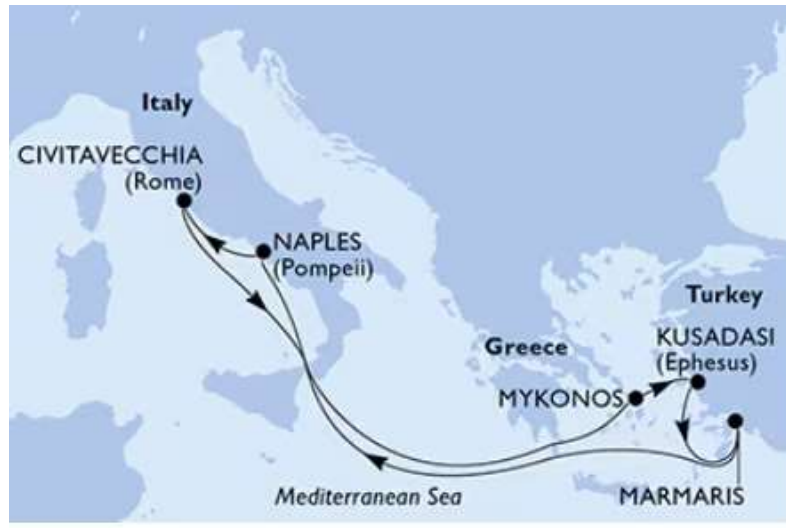 Italy
CIVITAVECCHIA
(Rome)
NAPLES
(Pompeii)
Turkey
KUSADASI
(Ephesus)
Greece
MYKONOS
Mediterranean Sea
MARMARIS